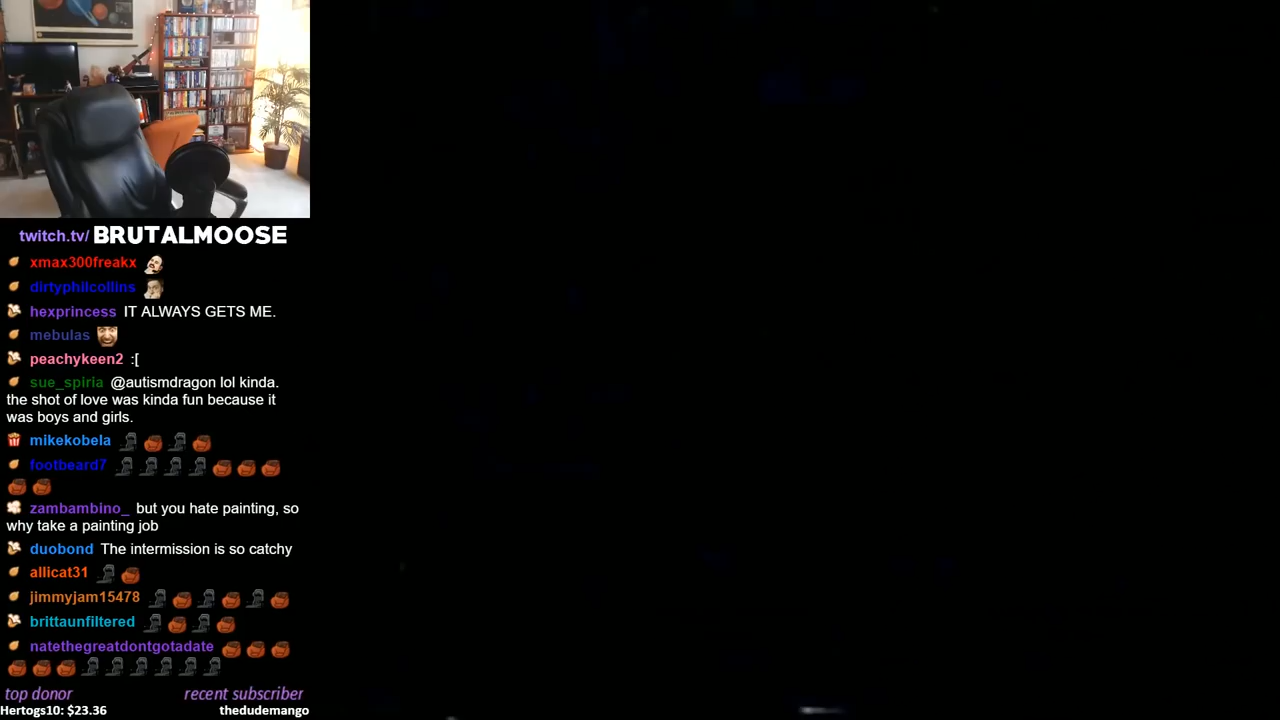 twitch.tv/ BRUTALMOOSE
xmax300freakx
dirtyphilcollins
hexprincess IT ALWAYS GETS ME.
mebulas
peachykeen2 :[
sue_spiria @autismdragon lol kinda.
the shot of love was kinda fun because it
was boys and girls.
mikekobela
footbeard7
zambambino_ but you hate painting, so
why take a painting job
duobond The intermission is so catchy
allicat31
jimmyjam15478
brittaunfiltered
natethegreatdontgotadate
top donor recent subscriber
Hertogs10: $23.36 thedudemango